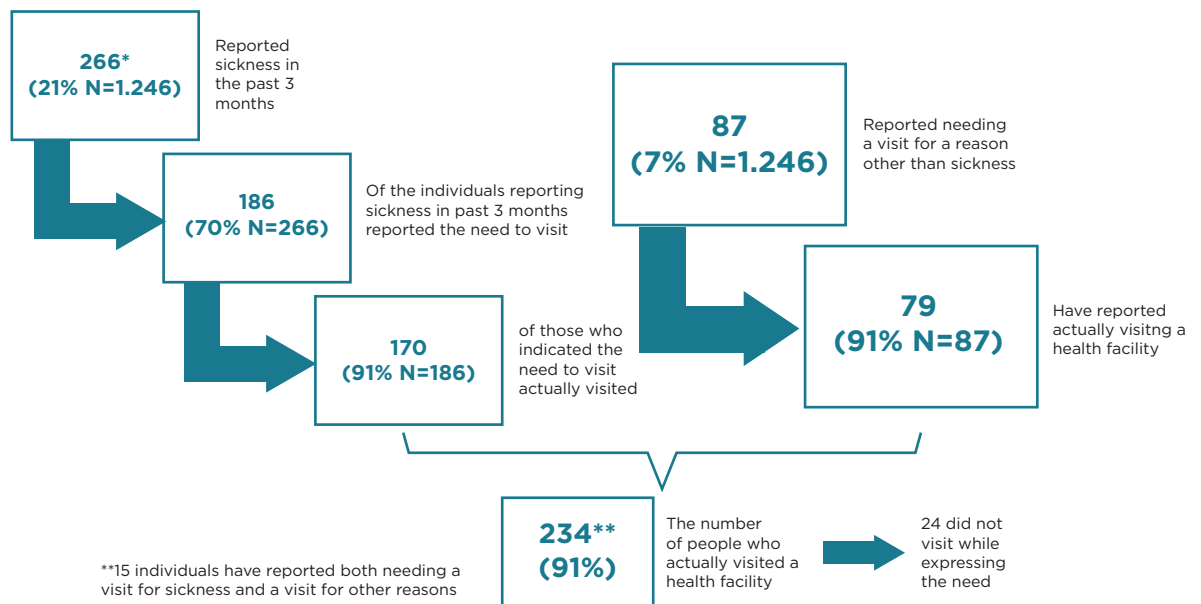 266*
(21% N=1.246)
Reported
sickness in
the past 3
months
186
(70% N=266)
Of the individuals reporting
sickness in past 3 months
reported the need to visit
170
(91% N=186)
of those who
indicated the
need to visit
actually visited
87
(7% N=1.246)
Reported needing
a visit for a reason
other than sickness
79
(91% N=87)
Have reported
actually visitng a
health facility
234**
(91%)
The number
of people who
actually visited a
health facility
24 did not
visit while
expressing
the need
**15 individuals have reported both needing a
visit for sickness and a visit for other reasons